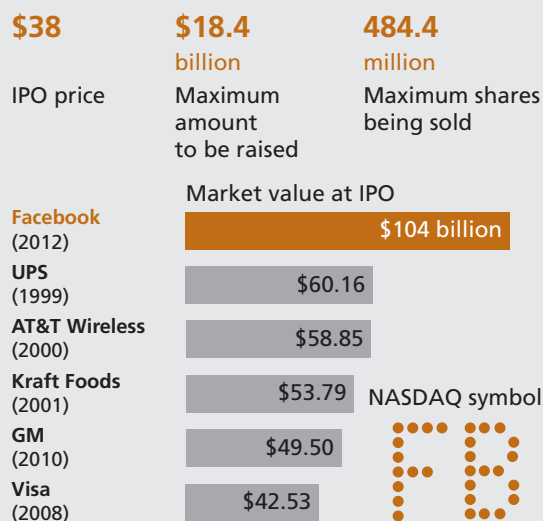 $38
$18.4
484.4
billion
million
IPO price
Maximum
amount
to be raised
Maximum shares
being sold
Market value at IPO
Facebook
(2012)
$104 billion
UPS
(1999)
$60.16
AT&T Wireless
(2000)
$58.85
Kraft Foods
(2001)
$53.79
GM
(2010)
$49.50
Visa
(2008)
$42.53
NASDAQ symbol
FB